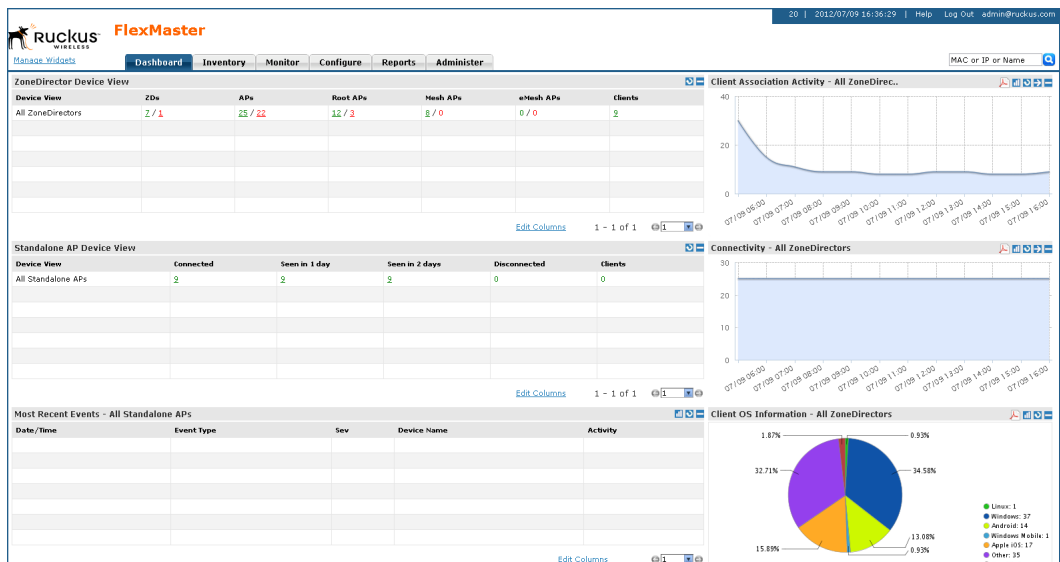 20 | 2012/07/09 16:36:29 | Help Log Out admin@ruckus.com
Ruckus WIRELESS
FlexMaster
Manage Widgets
Dashboard Inventory Monitor Configure Reports Administer
MAC or IP or Name
ZoneDirector Device View
Device View ZDs APs Root APs Mesh APs eMesh APs Clients
All ZoneDirectors 7 / 1 25 / 22 12 / 3 8 / 0 0 / 0 9
Edit Columns 1 - 1 of 1 1
Client Association Activity - All ZoneDirec..
40
20
0
07/09 06:00 07/09 07:00 07/09 08:00 07/09 09:00 07/09 10:00 07/09 11:00 07/09 12:00 07/09 13:00 07/09 14:00 07/09 15:00 07/09 16:00
Standalone AP Device View
Device View Connected Seen in 1 day Seen in 2 days Disconnected Clients
All Standalone APs 9 9 9 0 0
Edit Columns 1 - 1 of 1 1
Connectivity - All ZoneDirectors
30
20
10
0
07/09 06:00 07/09 07:00 07/09 08:00 07/09 09:00 07/09 10:00 07/09 11:00 07/09 12:00 07/09 13:00 07/09 14:00 07/09 15:00 07/09 16:00
Most Recent Events - All Standalone APs
Date/Time Event Type Sev Device Name Activity
Edit Columns 1
Client OS Information - All ZoneDirectors
1.87% 0.93%
32.71% 34.58%
15.89% 13.08%
0.93%
Linux: 1
Windows: 37
Android: 14
Windows Mobile: 1
Apple iOS: 17
Other: 35